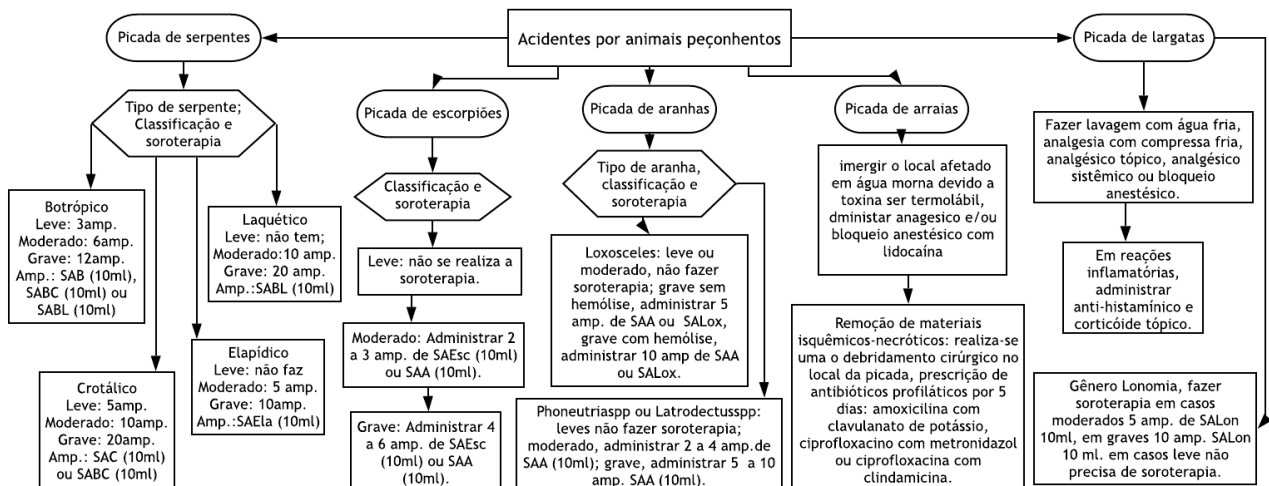 Acidentes por animais peçonhentos
Picada de serpentes
Tipo de serpente;
Classificação e
soroterapia
Botrópico
Leve: 3amp.
Moderado: 6amp.
Grave: 12amp.
Amp.: SAB (10ml),
SABC (10ml) ou
SABL (10ml)
Laquético
Leve: não tem;
Moderado:10 amp.
Grave: 20 amp.
Amp.:SABL (10ml)
Crotálico
Leve: 5amp.
Moderado: 10amp.
Grave: 20amp.
Amp.: SAC (10ml)
ou SABC (10ml)
Elapídico
Leve: não faz
Moderado: 5 amp.
Grave: 10amp.
Amp.:SAEla (10ml)
Picada de escorpiões
Classificação e
soroterapia
Leve: não se realiza a
soroterapia.
Moderado: Administrar 2
a 3 amp. de SAEsc (10ml)
ou SAA (10ml).
Grave: Administrar 4
a 6 amp. de SAEsc
(10ml) ou SAA
(10ml).
Picada de aranhas
Tipo de aranha,
classificação e
soroterapia
Loxosceles: leve ou
moderado, não fazer
soroterapia; grave sem
hemólise, administrar 5
amp. de SAA ou SALox,
grave com hemólise,
administrar 10 amp de SAA
ou SALox.
Phoneutriaspp ou Latrodectusspp:
leves não fazer soroterapia;
moderado, administrar 2 a 4 amp.de
SAA (10ml); grave, administrar 5 a 10
amp. SAA (10ml).
Picada de arraias
imergir o local afetado
em água morna devido a
toxina ser termolábil,
dministar anagesico e/ou
bloqueio anestésico com
lidocaína
Remoção de materiais
isquêmicos-necróticos: realiza-se
uma o debridamento cirúrgico no
local da picada, prescrição de
antibióticos profiláticos por 5
dias: amoxicilina com
clavulanato de potássio,
ciprofloxacino com metronidazol
ou ciprofloxacina com
clindamicina.
Picada de largatas
Fazer lavagem com água fria,
analgesia com compressa fria,
analgésico tópico, analgésico
sistêmico ou bloqueio
anestésico.
Em reações
inflamatórias,
administrar
anti-histamínico e
corticóide tópico.
Gênero Lonomia, fazer
soroterapia em casos
moderados 5 amp. de SALon
10ml, em graves 10 amp. SALon
10 ml. em casos leve não
precisa de soroterapia.